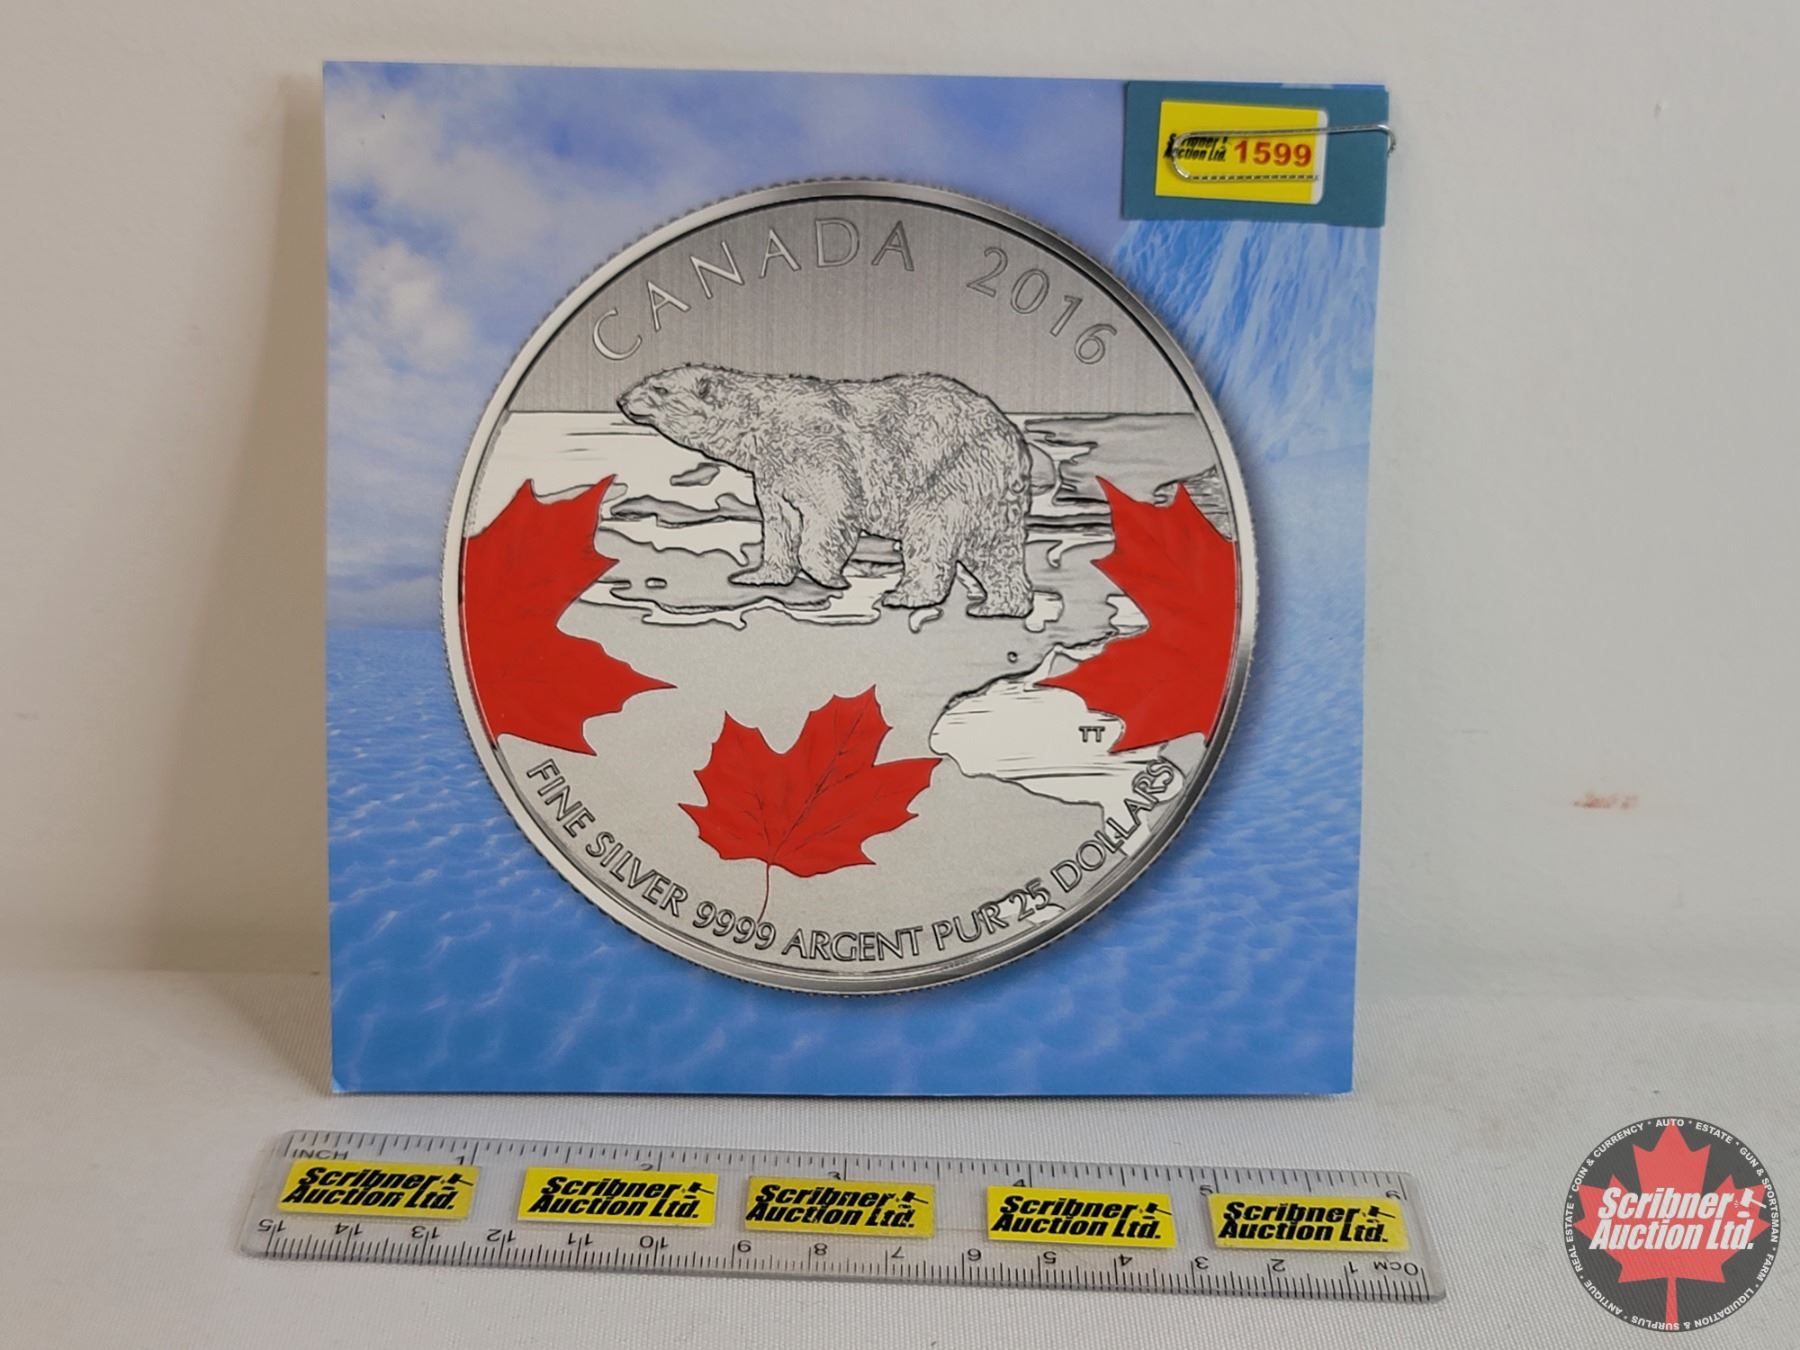 Scribner
Auction Ltd. 1599
CANADA 2016
TT
FINE SILVER 9999 ARGENT PUR 25 DOLLARS
INCH 1 2 3 4 5 6
Scribner
Auction Ltd.
Scribner
Auction Ltd.
Scribner
Auction Ltd.
Scribner
Auction Ltd.
Scribner
Auction Ltd.
15 14 13 12 11 10 9 8 7 6 5 4 3 2 1 0CM
COIN & CURRENCY * AUTO * ESTATE * GUN & SPORTSMAN * FARM * LIQUIDATION & SURPLUS * ANTIQUE * REAL ESTATE *
Scribner
Auction Ltd.